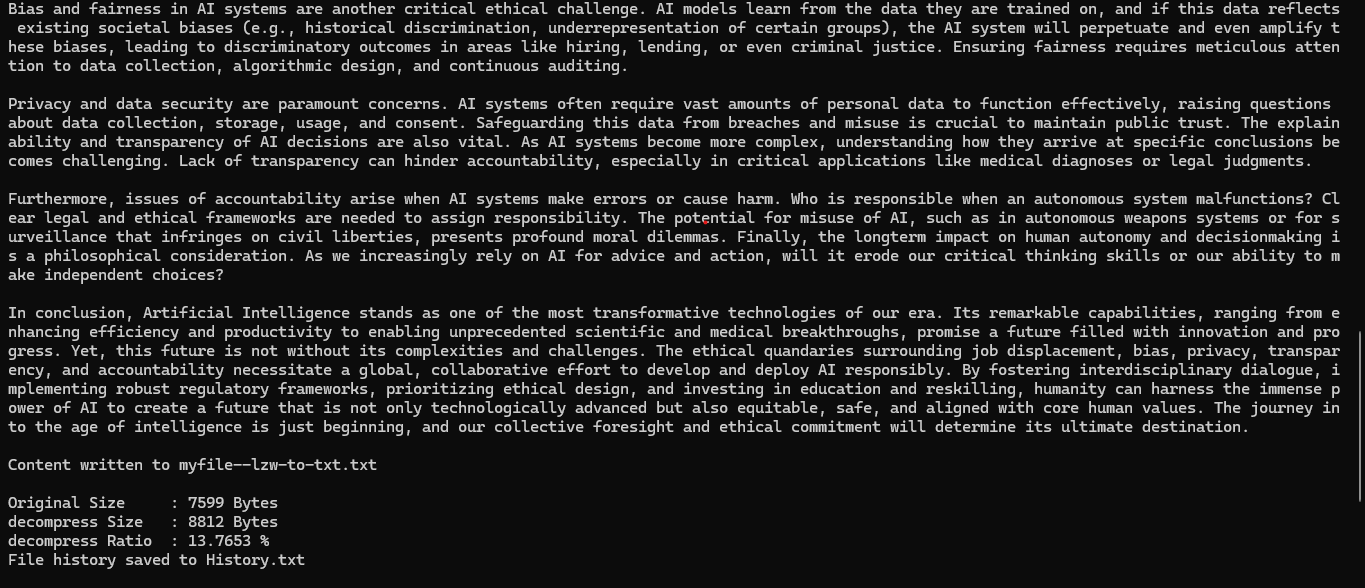 Bias and fairness in AI systems are another critical ethical challenge. AI models learn from the data they are trained on, and if this data reflects
 existing societal biases (e.g., historical discrimination, underrepresentation of certain groups), the AI system will perpetuate and even amplify t
hese biases, leading to discriminatory outcomes in areas like hiring, lending, or even criminal justice. Ensuring fairness requires meticulous atten
tion to data collection, algorithmic design, and continuous auditing.

Privacy and data security are paramount concerns. AI systems often require vast amounts of personal data to function effectively, raising questions
about data collection, storage, usage, and consent. Safeguarding this data from breaches and misuse is crucial to maintain public trust. The explain
ability and transparency of AI decisions are also vital. As AI systems become more complex, understanding how they arrive at specific conclusions be
comes challenging. Lack of transparency can hinder accountability, especially in critical applications like medical diagnoses or legal judgments.

Furthermore, issues of accountability arise when AI systems make errors or cause harm. Who is responsible when an autonomous system malfunctions? Cl
ear legal and ethical frameworks are needed to assign responsibility. The potential for misuse of AI, such as in autonomous weapons systems or for s
urveillance that infringes on civil liberties, presents profound moral dilemmas. Finally, the longterm impact on human autonomy and decisionmaking i
s a philosophical consideration. As we increasingly rely on AI for advice and action, will it erode our critical thinking skills or our ability to m
ake independent choices?

In conclusion, Artificial Intelligence stands as one of the most transformative technologies of our era. Its remarkable capabilities, ranging from e
nhancing efficiency and productivity to enabling unprecedented scientific and medical breakthroughs, promise a future filled with innovation and pro
gress. Yet, this future is not without its complexities and challenges. The ethical quandaries surrounding job displacement, bias, privacy, transpar
ency, and accountability necessitate a global, collaborative effort to develop and deploy AI responsibly. By fostering interdisciplinary dialogue, i
mplementing robust regulatory frameworks, prioritizing ethical design, and investing in education and reskilling, humanity can harness the immense p
ower of AI to create a future that is not only technologically advanced but also equitable, safe, and aligned with core human values. The journey in
to the age of intelligence is just beginning, and our collective foresight and ethical commitment will determine its ultimate destination.

Content written to myfile--lzw-to-txt.txt

Original Size     : 7599 Bytes
decompress Size   : 8812 Bytes
decompress Ratio  : 13.7653 %
File history saved to History.txt